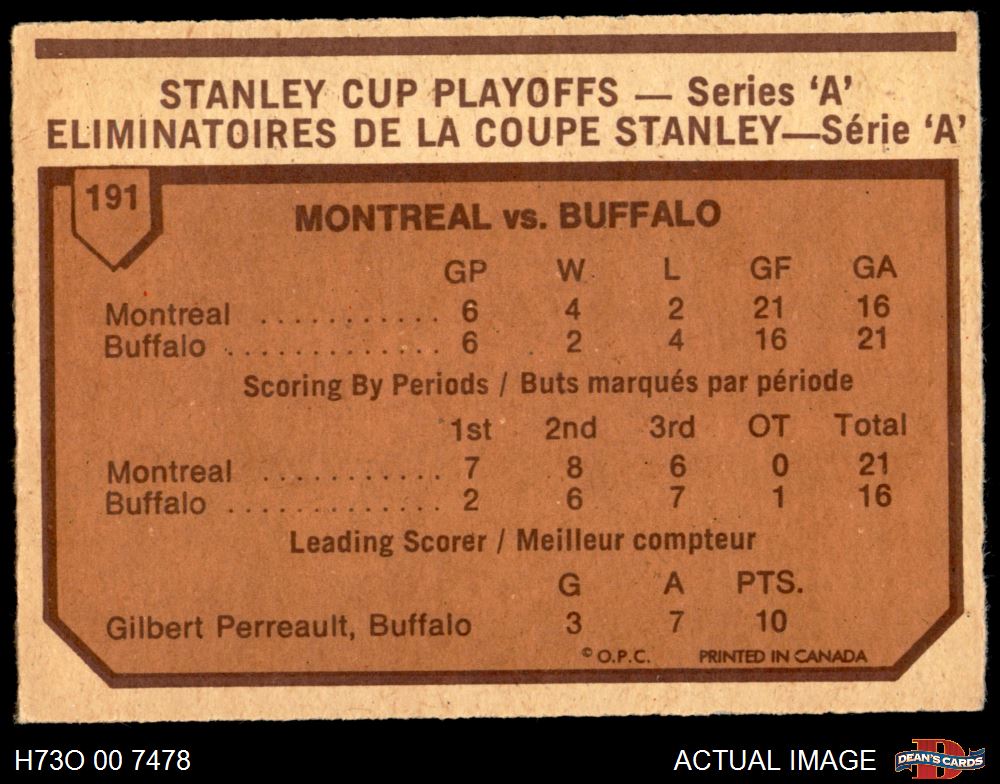 STANLEY CUP PLAYOFFS — Series ‘A’
ELIMINATOIRES DE LA COUPE STANLEY—Série ‘A’
191
MONTREAL vs. BUFFALO
GP W L GF GA
Montreal . . . . . . . . . . . . 6 4 2 21 16
Buffalo . . . . . . . . . . . . . . 6 2 4 16 21
Scoring By Periods / Buts marqués par période
1st 2nd 3rd OT Total
Montreal . . . . . . . . . . . . 7 8 6 0 21
Buffalo . . . . . . . . . . . . . . 2 6 7 1 16
Leading Scorer / Meilleur compteur
G A PTS.
Gilbert Perreault, Buffalo 3 7 10
© O.P.C. PRINTED IN CANADA
H73O 00 7478 ACTUAL IMAGE DEAN'S CARDS